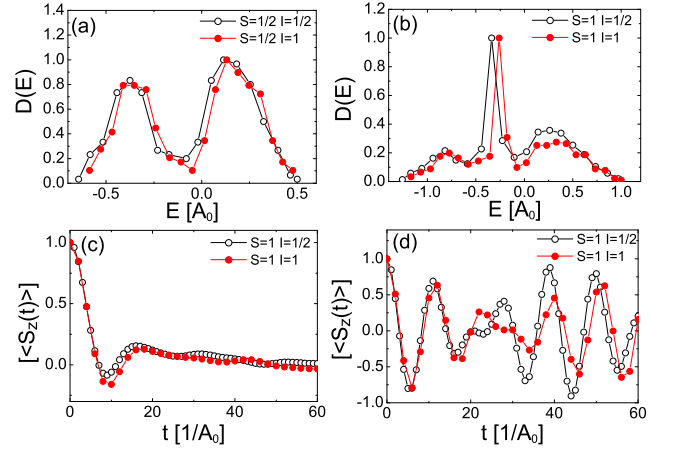 (a)
S=1/2 I=1/2
S=1/2 I=1
D(E)
1.4
1.2
1.0
0.8
0.6
0.4
0.2
0.0
-0.5
0.0
0.5
E [A₀]
(b)
S=1 I=1/2
S=1 I=1
D(E)
1.2
1.0
0.8
0.6
0.4
0.2
0.0
-1.0
-0.5
0.0
0.5
1.0
E [A₀]
(c)
S=1 I=1/2
S=1 I=1
[<S_z(t)>]
1.0
0.5
0.0
0
20
40
60
t [1/A₀]
(d)
S=1 I=1/2
S=1 I=1
[<S_z(t)>]
1.0
0.5
0.0
-0.5
-1.0
0
10
20
30
40
50
60
t [1/A₀]